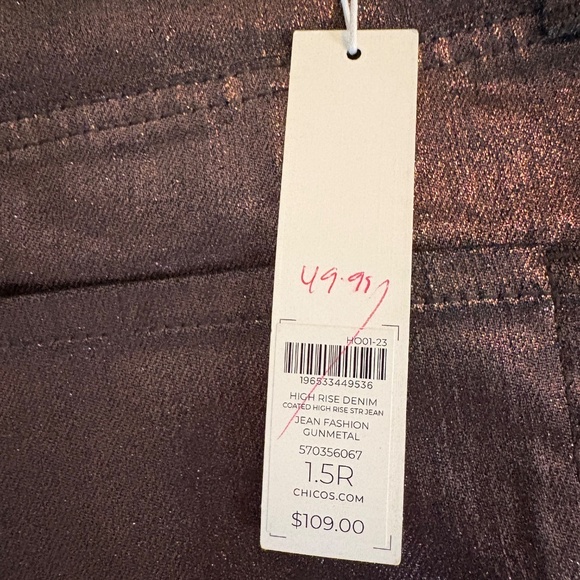 49.99
HO01-23
196533449536
HIGH RISE DENIM
COATED HIGH RISE STR JEAN
JEAN FASHION
GUNMETAL
570356067
1.5R
CHICOS.COM
$109.00